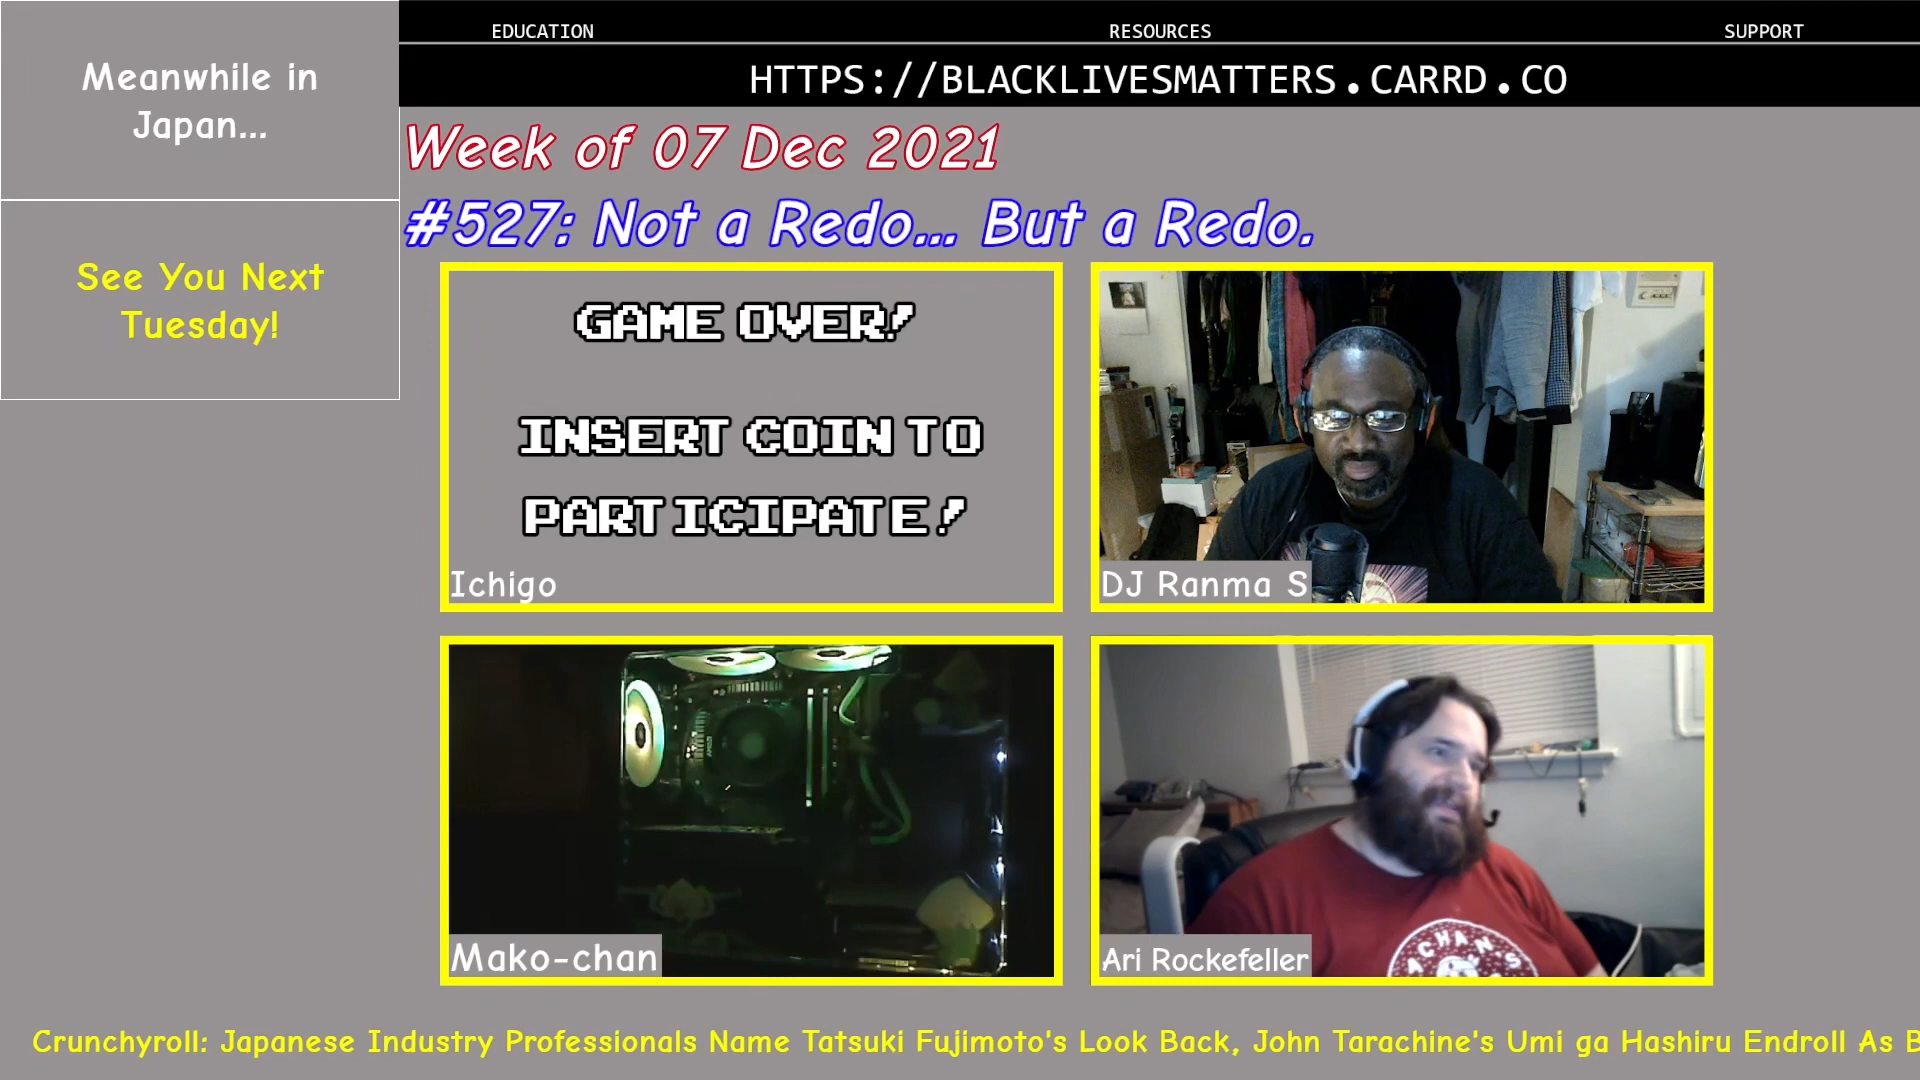 Meanwhile in
Japan...
See You Next
Tuesday!
EDUCATION
RESOURCES
SUPPORT
HTTPS://BLACKLIVESMATTERS.CARRD.CO
Week of 07 Dec 2021
#527: Not a Redo... But a Redo.
GAME OVER!
INSERT COIN TO
PARTICIPATE!
Ichigo
DJ Ranma S
Mako-chan
Ari Rockefeller
Crunchyroll: Japanese Industry Professionals Name Tatsuki Fujimoto's Look Back, John Tarachine's Umi ga Hashiru Endroll As B